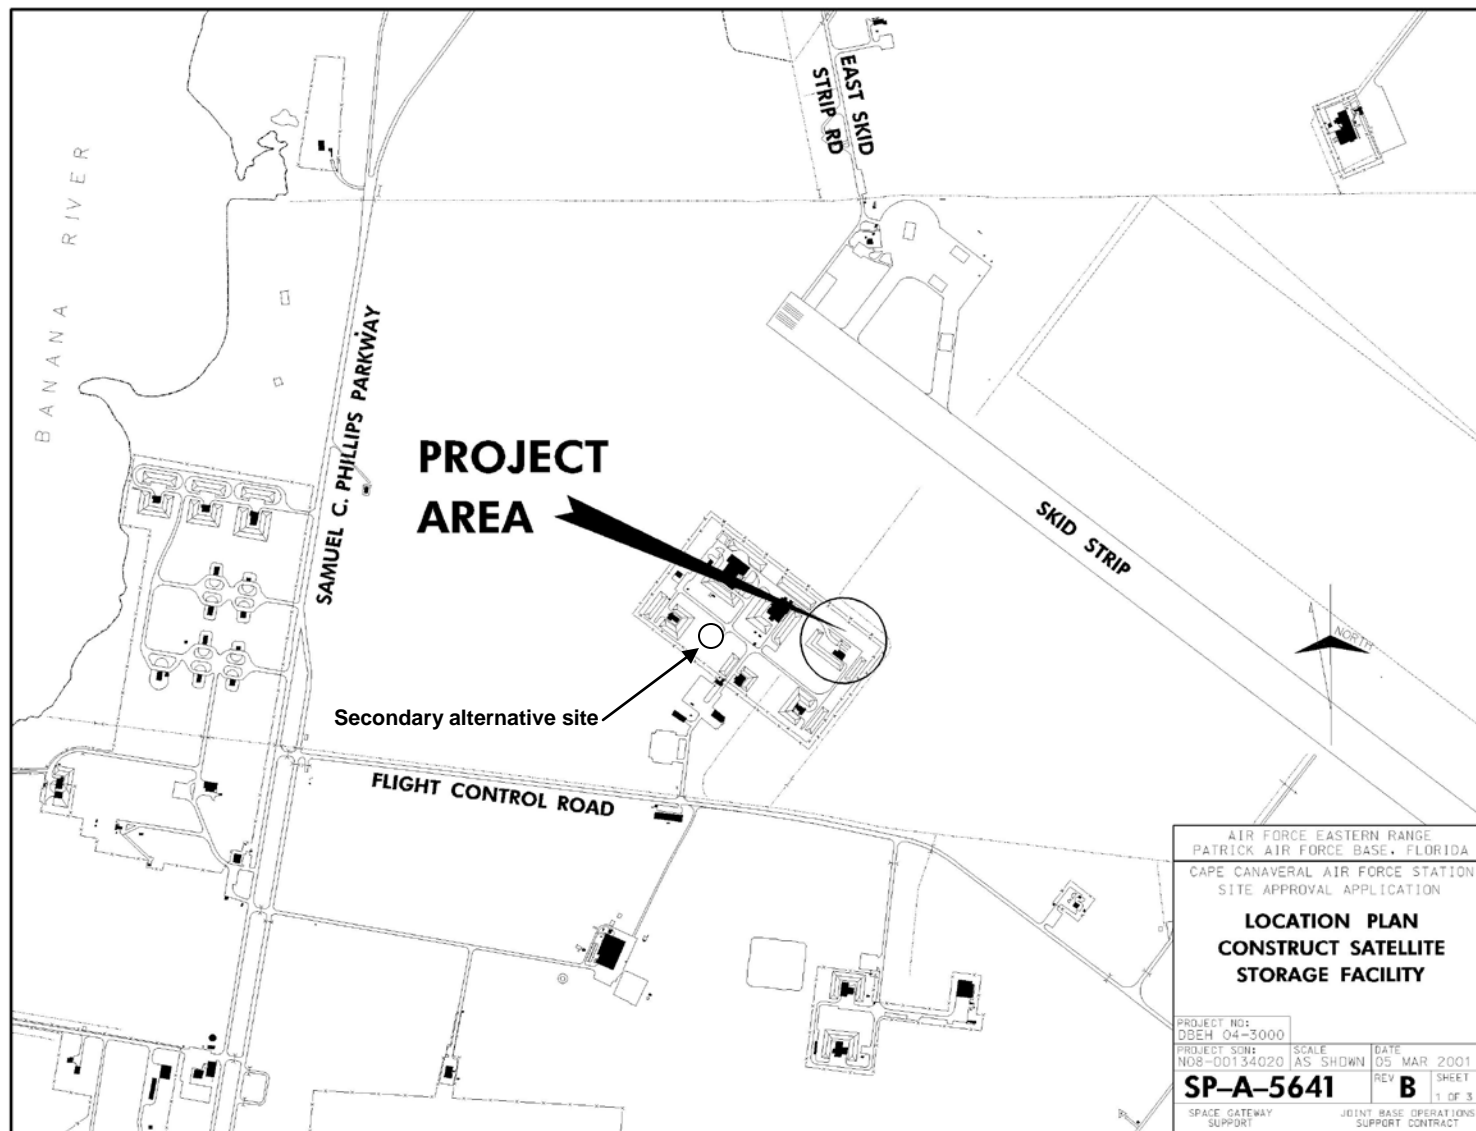 EAST SKID
STRIP RD
BANANA RIVER
SAMUEL C. PHILLIPS PARKWAY
PROJECT
AREA
SKID STRIP
NORTH
Secondary alternative site
FLIGHT CONTROL ROAD
AIR FORCE EASTERN RANGE
PATRICK AIR FORCE BASE, FLORIDA
CAPE CANAVERAL AIR FORCE STATION
SITE APPROVAL APPLICATION
LOCATION PLAN
CONSTRUCT SATELLITE
STORAGE FACILITY
PROJECT NO:
DBEH 04-3000
PROJECT SON: SCALE DATE
N08-00134020 AS SHOWN 05 MAR 2001
SP-A-5641 REV B SHEET
1 OF 3
SPACE GATEWAY JOINT BASE OPERATIONS
SUPPORT SUPPORT CONTRACT